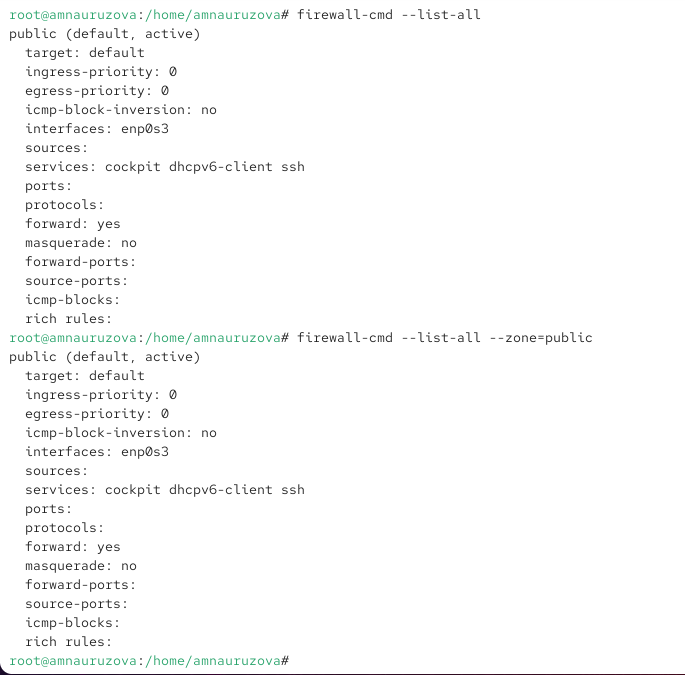 root@amnauruzova:/home/amnauruzova# firewall-cmd --list-all
public (default, active)
  target: default
  ingress-priority: 0
  egress-priority: 0
  icmp-block-inversion: no
  interfaces: enp0s3
  sources:
  services: cockpit dhcpv6-client ssh
  ports:
  protocols:
  forward: yes
  masquerade: no
  forward-ports:
  source-ports:
  icmp-blocks:
  rich rules:
root@amnauruzova:/home/amnauruzova# firewall-cmd --list-all --zone=public
public (default, active)
  target: default
  ingress-priority: 0
  egress-priority: 0
  icmp-block-inversion: no
  interfaces: enp0s3
  sources:
  services: cockpit dhcpv6-client ssh
  ports:
  protocols:
  forward: yes
  masquerade: no
  forward-ports:
  source-ports:
  icmp-blocks:
  rich rules:
root@amnauruzova:/home/amnauruzova#